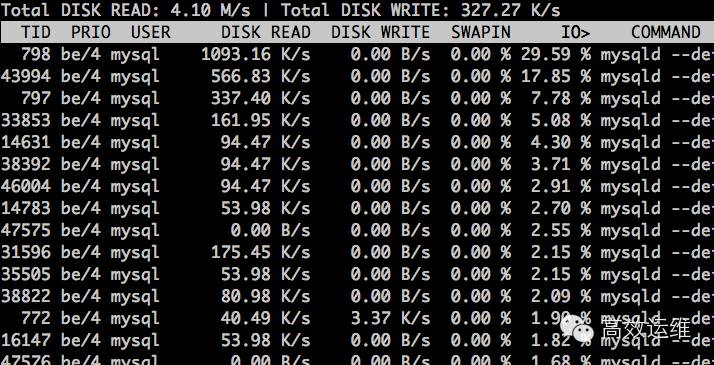 Total DISK READ: 4.10 M/s | Total DISK WRITE: 327.27 K/s
TID PRIO USER DISK READ DISK WRITE SWAPIN IO> COMMAND
798 be/4 mysql 1093.16 K/s 0.00 B/s 0.00 % 29.59 % mysqld --de
43994 be/4 mysql 566.83 K/s 0.00 B/s 0.00 % 17.85 % mysqld --de
797 be/4 mysql 337.40 K/s 0.00 B/s 0.00 % 7.78 % mysqld --de
33853 be/4 mysql 161.95 K/s 0.00 B/s 0.00 % 5.08 % mysqld --de
14631 be/4 mysql 94.47 K/s 0.00 B/s 0.00 % 4.30 % mysqld --de
38392 be/4 mysql 94.47 K/s 0.00 B/s 0.00 % 3.71 % mysqld --de
46004 be/4 mysql 94.47 K/s 0.00 B/s 0.00 % 2.91 % mysqld --de
14783 be/4 mysql 53.98 K/s 0.00 B/s 0.00 % 2.70 % mysqld --de
47575 be/4 mysql 0.00 B/s 0.00 B/s 0.00 % 2.55 % mysqld --de
31596 be/4 mysql 175.45 K/s 0.00 B/s 0.00 % 2.15 % mysqld --de
35505 be/4 mysql 53.98 K/s 0.00 B/s 0.00 % 2.15 % mysqld --de
38822 be/4 mysql 80.98 K/s 0.00 B/s 0.00 % 2.09 % mysqld --de
772 be/4 mysql 40.49 K/s 3.37 K/s 0.00 % mysqld --de
高效运维
16147 be/4 mysql 53.98 K/s 0.00 B/s 0.00 % 1.82 % mysqld --de
47576 be/4 mysql 0.00 B/s 0.00 B/s 0.00 % 1.68 % mysqld --de